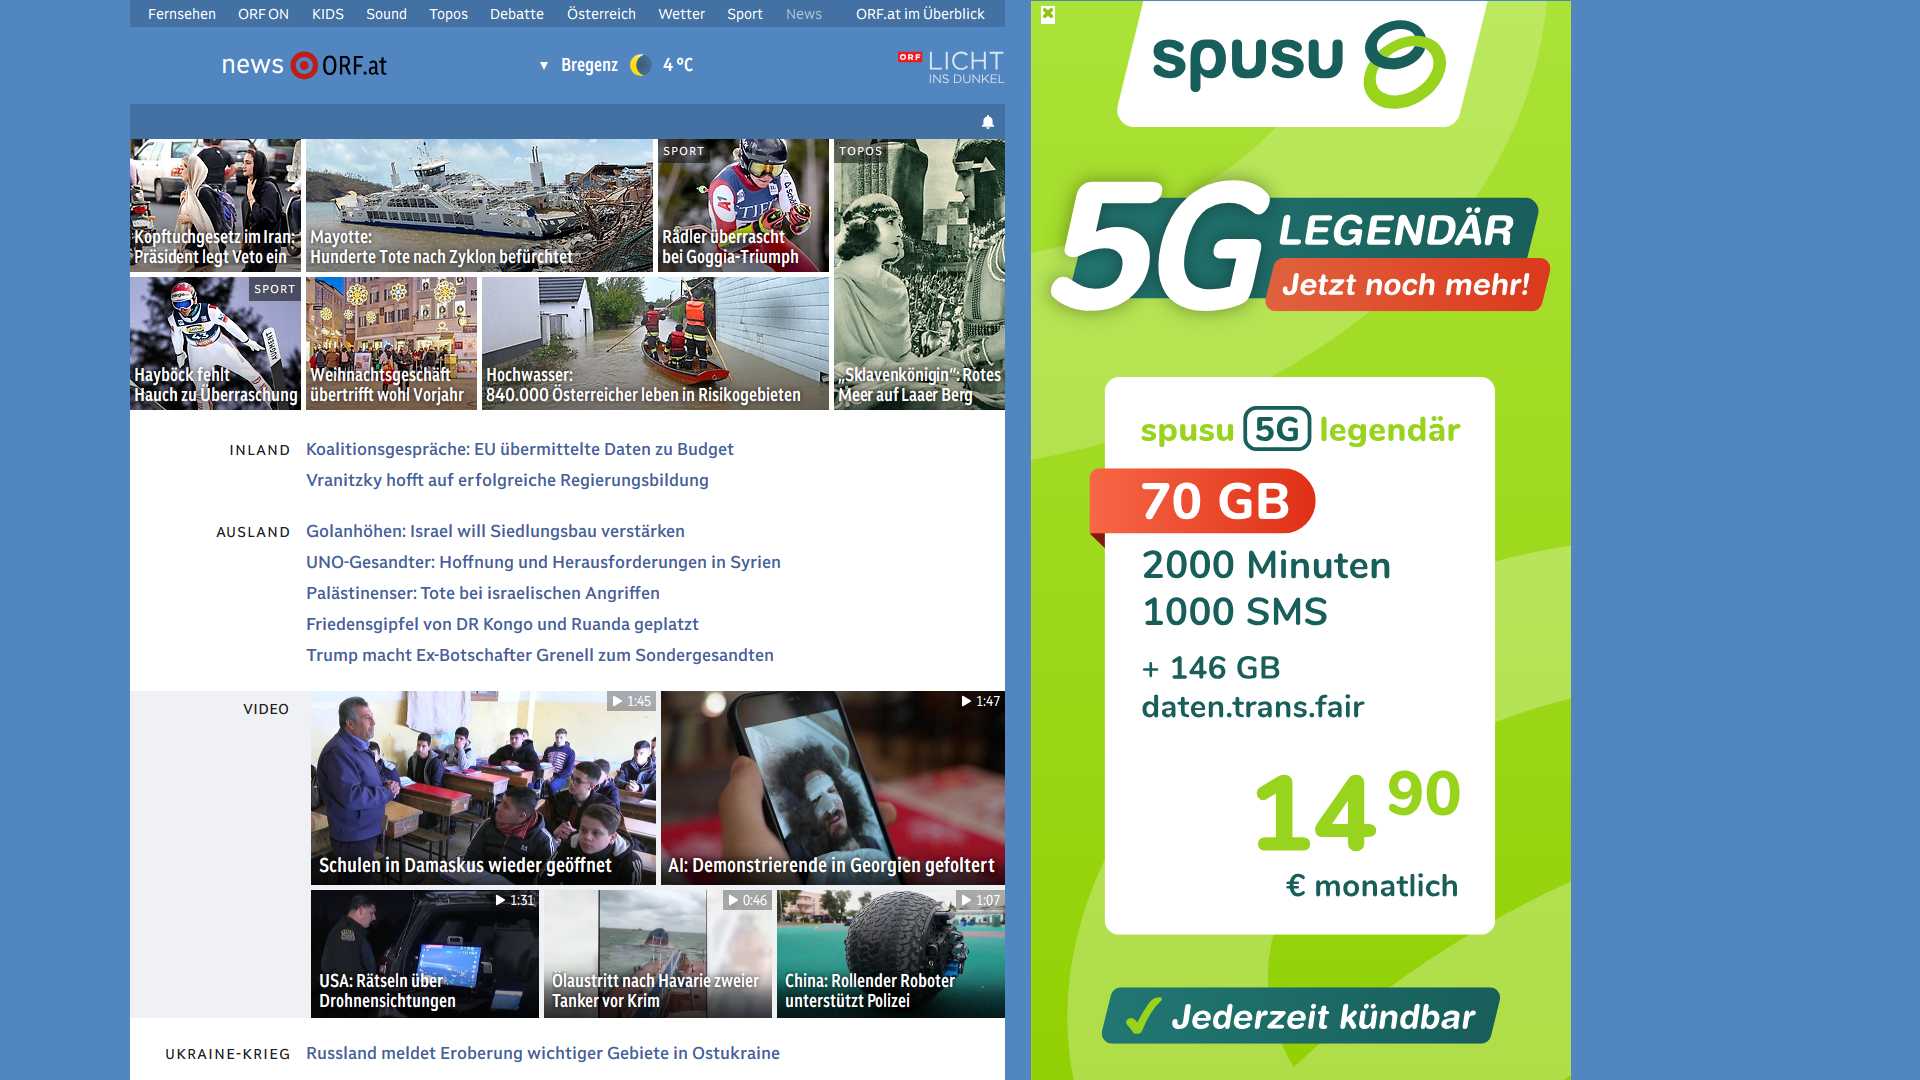 Fernsehen ORF ON KIDS Sound Topos Debatte Österreich Wetter Sport News ORF.at im Überblick
news ORF.at
Bregenz 4 °C
ORF LICHT
INS DUNKEL
Kopftuchgesetz im Iran:
Präsident legt Veto ein
Mayotte:
Hunderte Tote nach Zyklon befürchtet
SPORT
Rädler überrascht
bei Goggia-Triumph
TOPOS
„Sklavenkönigin“: Rotes
Meer auf Laaer Berg
SPORT
Hayböck fehlt
Hauch zu Überraschung
Weihnachtsgeschäft
übertrifft wohl Vorjahr
Hochwasser:
840.000 Österreicher leben in Risikogebieten
INLAND
Koalitionsgespräche: EU übermittelte Daten zu Budget
Vranitzky hofft auf erfolgreiche Regierungsbildung
AUSLAND
Golanhöhen: Israel will Siedlungsbau verstärken
UNO-Gesandter: Hoffnung und Herausforderungen in Syrien
Palästinenser: Tote bei israelischen Angriffen
Friedensgipfel von DR Kongo und Ruanda geplatzt
Trump macht Ex-Botschafter Grenell zum Sondergesandten
VIDEO
1:45
Schulen in Damaskus wieder geöffnet
1:47
AI: Demonstrierende in Georgien gefoltert
1:31
USA: Rätseln über
Drohnensichtungen
0:46
Ölaustritt nach Havarie zweier
Tanker vor Krim
1:07
China: Rollender Roboter
unterstützt Polizei
UKRAINE-KRIEG
Russland meldet Eroberung wichtiger Gebiete in Ostukraine
spusu
5G LEGENDÄR
Jetzt noch mehr!
spusu 5G legendär
70 GB
2000 Minuten
1000 SMS
+ 146 GB
daten.trans.fair
14 90
€ monatlich
Jederzeit kündbar